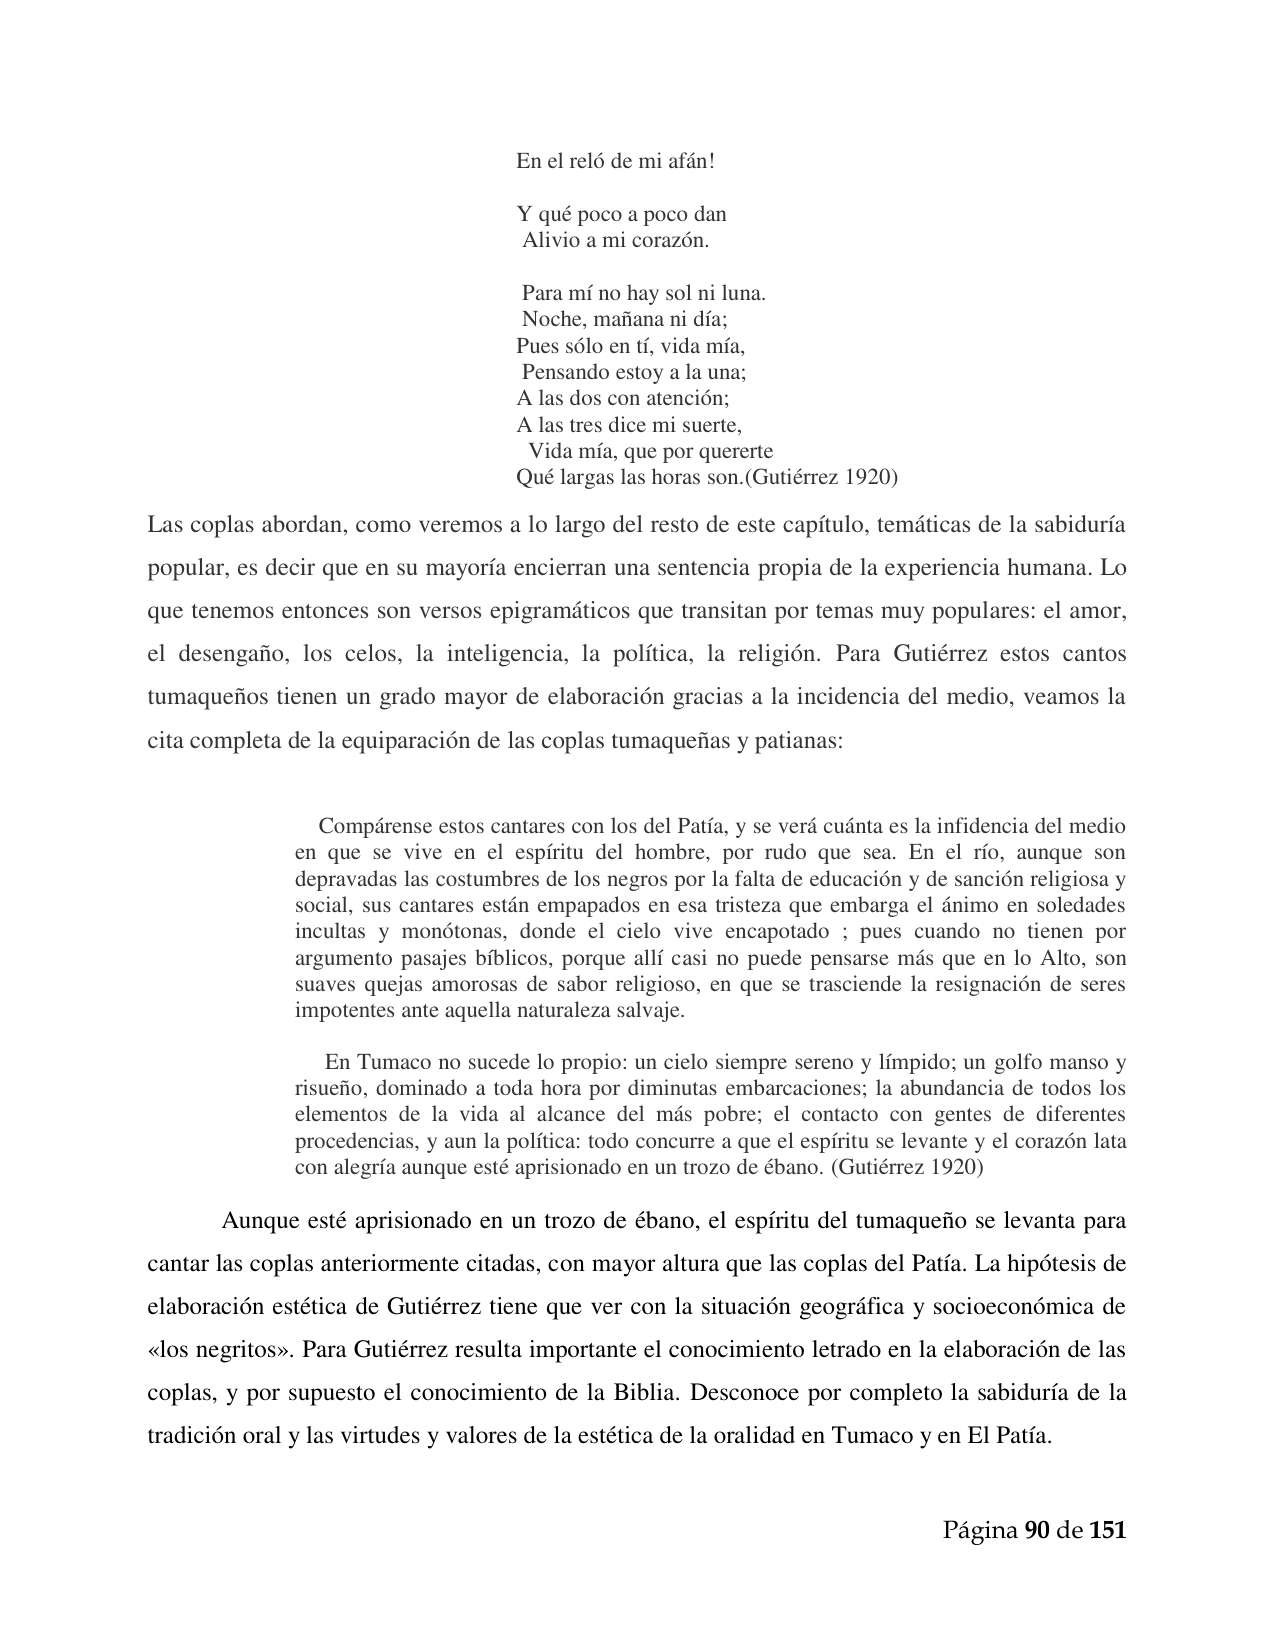 En el reló de mi afán!
Y qué poco a poco dan
Alivio a mi corazón.
Para mí no hay sol ni luna.
Noche, mañana ni día;
Pues sólo en tí, vida mía,
Pensando estoy a la una;
A las dos con atención;
A las tres dice mi suerte,
Vida mía, que por quererte
Qué largas las horas son.(Gutiérrez 1920)
Las coplas abordan, como veremos a lo largo del resto de este capítulo, temáticas de la sabiduría
popular, es decir que en su mayoría encierran una sentencia propia de la experiencia humana. Lo
que tenemos entonces son versos epigramáticos que transitan por temas muy populares: el amor,
el desengaño, los celos, la inteligencia, la política, la religión. Para Gutiérrez estos cantos
tumaqueños tienen un grado mayor de elaboración gracias a la incidencia del medio, veamos la
cita completa de la equiparación de las coplas tumaqueñas y patianas:
Compárense estos cantares con los del Patía, y se verá cuánta es la infidencia del medio
en que se vive en el espíritu del hombre, por rudo que sea. En el río, aunque son
depravadas las costumbres de los negros por la falta de educación y de sanción religiosa y
social, sus cantares están empapados en esa tristeza que embarga el ánimo en soledades
incultas y monótonas, donde el cielo vive encapotado ; pues cuando no tienen por
argumento pasajes bíblicos, porque allí casi no puede pensarse más que en lo Alto, son
suaves quejas amorosas de sabor religioso, en que se trasciende la resignación de seres
impotentes ante aquella naturaleza salvaje.
En Tumaco no sucede lo propio: un cielo siempre sereno y límpido; un golfo manso y
risueño, dominado a toda hora por diminutas embarcaciones; la abundancia de todos los
elementos de la vida al alcance del más pobre; el contacto con gentes de diferentes
procedencias, y aun la política: todo concurre a que el espíritu se levante y el corazón lata
con alegría aunque esté aprisionado en un trozo de ébano. (Gutiérrez 1920)
Aunque esté aprisionado en un trozo de ébano, el espíritu del tumaqueño se levanta para
cantar las coplas anteriormente citadas, con mayor altura que las coplas del Patía. La hipótesis de
elaboración estética de Gutiérrez tiene que ver con la situación geográfica y socioeconómica de
«los negritos». Para Gutiérrez resulta importante el conocimiento letrado en la elaboración de las
coplas, y por supuesto el conocimiento de la Biblia. Desconoce por completo la sabiduría de la
tradición oral y las virtudes y valores de la estética de la oralidad en Tumaco y en El Patía.
Página 90 de 151